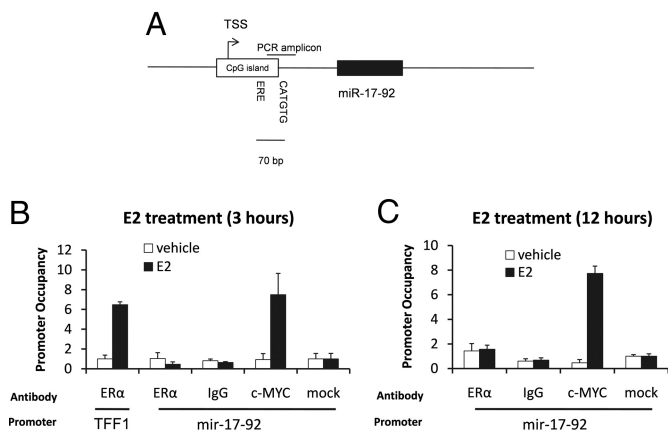 A
TSS
PCR amplicon
CpG island
ERE
CATGTG
miR-17-92
70 bp
B
E2 treatment (3 hours)
Promoter Occupancy
12
10
8
6
4
2
0
vehicle
E2
Antibody ERα ERα IgG c-MYC mock
Promoter TFF1 mir-17-92
C
E2 treatment (12 hours)
Promoter Occupancy
10
8
6
4
2
0
vehicle
E2
Antibody ERα IgG c-MYC mock
Promoter mir-17-92